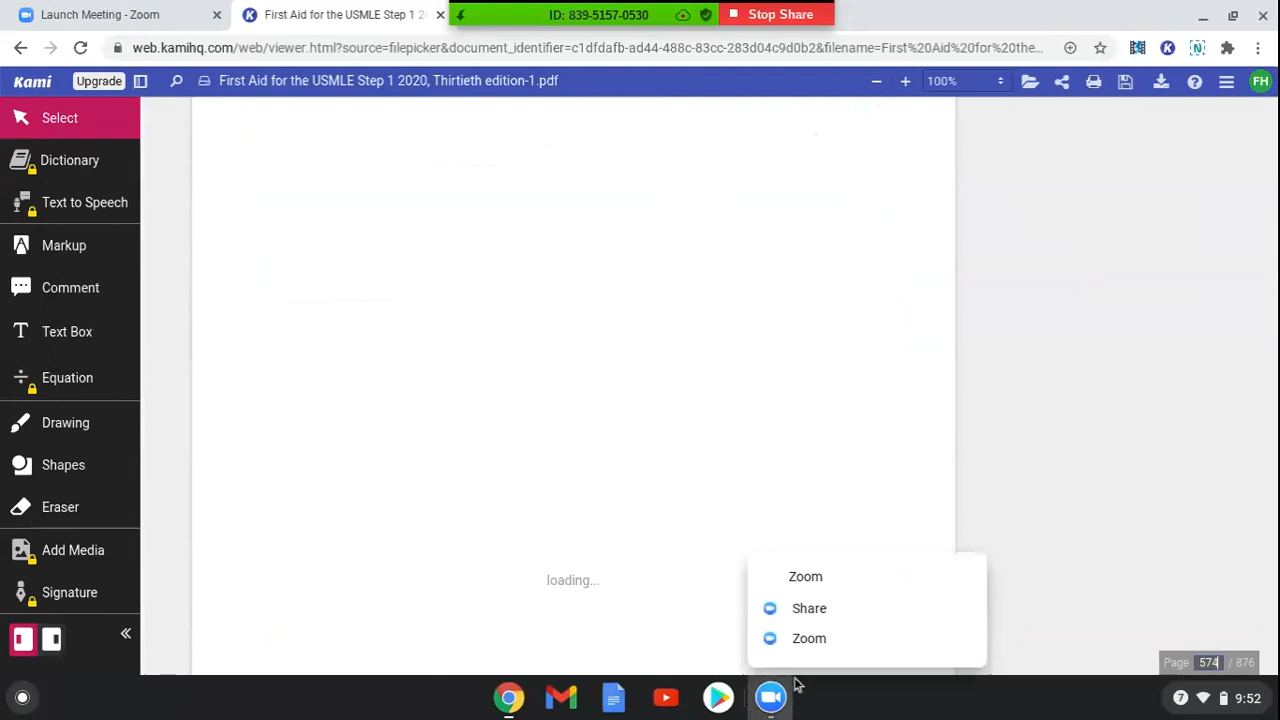 Launch Meeting - Zoom
First Aid for the USMLE Step 1 2
ID: 839-5157-0530
Stop Share
web.kamihq.com/web/viewer.html?source=filepicker&document_identifier=c1dfdafb-ad44-488c-83cc-283d04c9d0b2&filename=First%20Aid%20for%20the...
Kami
Upgrade
First Aid for the USMLE Step 1 2020, Thirtieth edition-1.pdf
100%
FH
Select
Dictionary
Text to Speech
Markup
Comment
Text Box
Equation
Drawing
Shapes
Eraser
Add Media
Signature
loading...
Zoom
Share
Zoom
Page 574 / 876
7
9:52